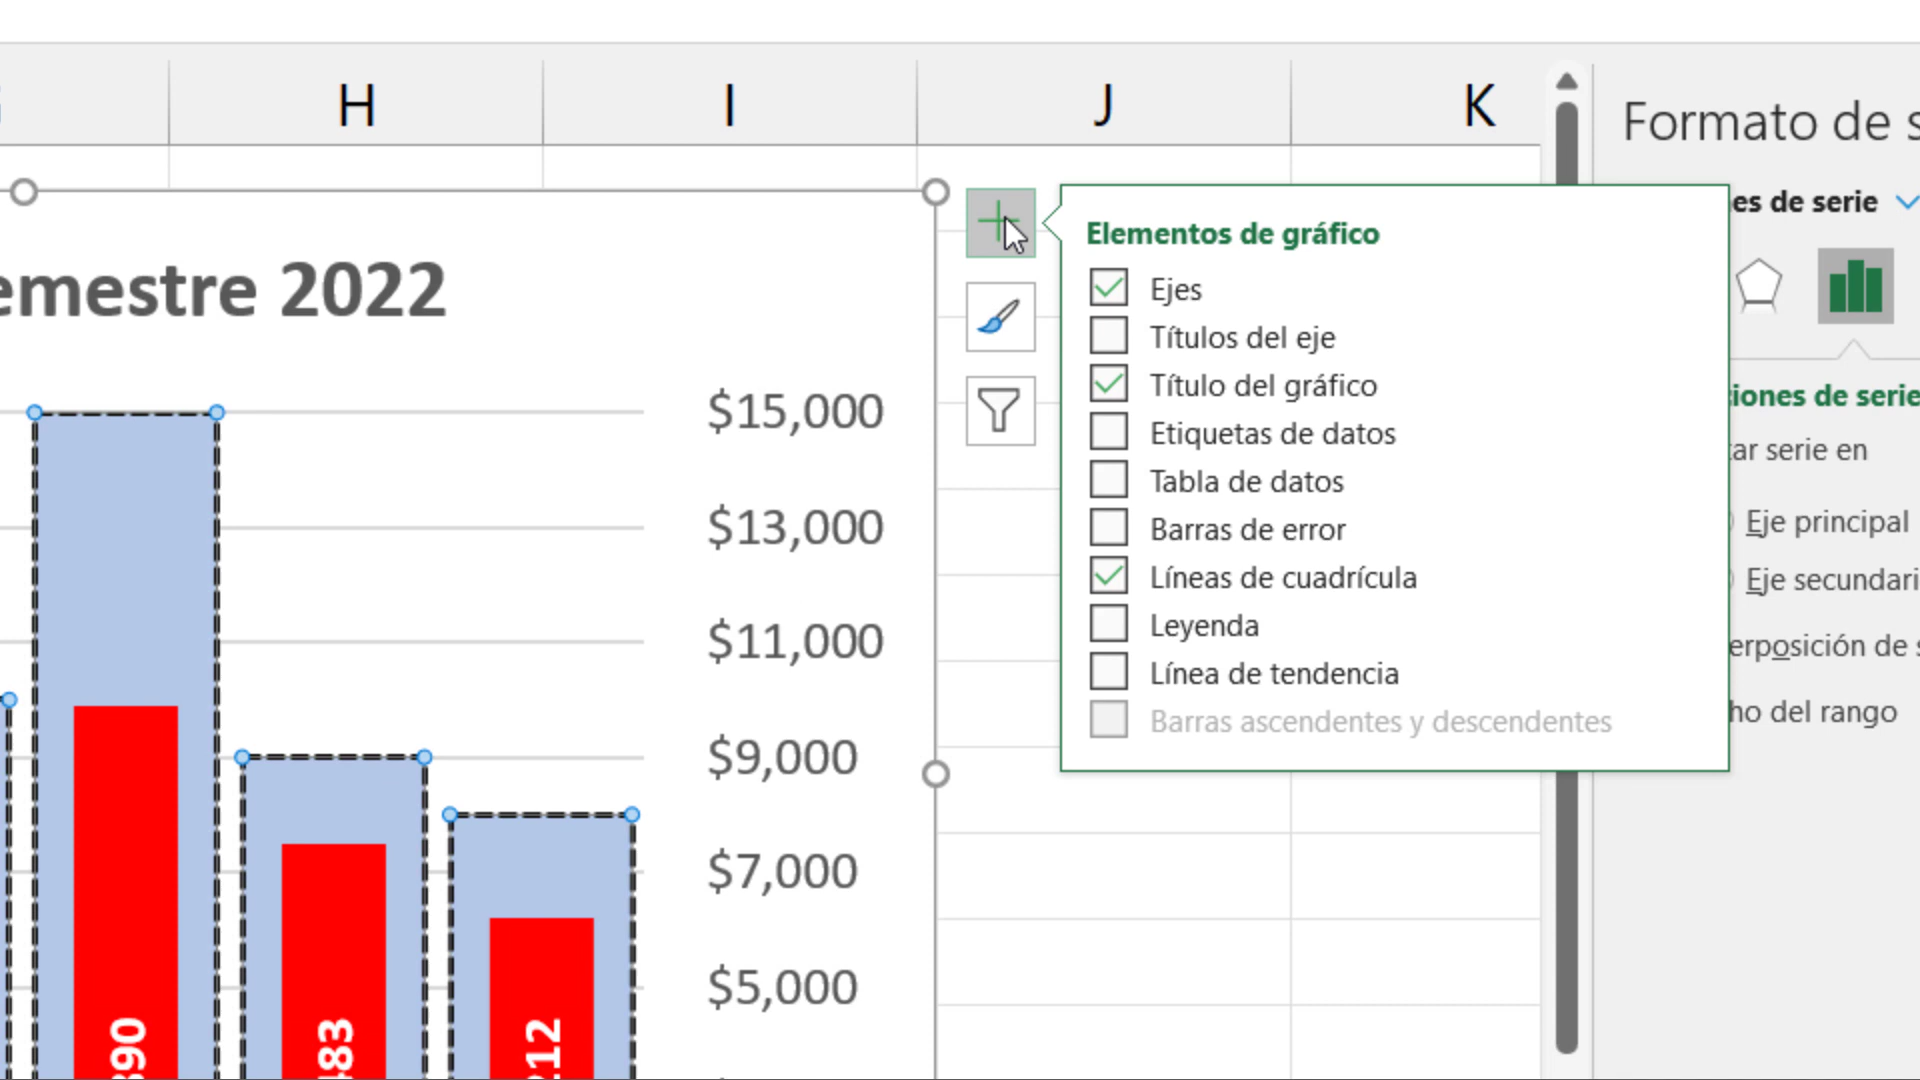 H I J K
Formato de s
es de serie
Elementos de gráfico
Ejes
Títulos del eje
Título del gráfico
Etiquetas de datos
Tabla de datos
Barras de error
Líneas de cuadrícula
Leyenda
Línea de tendencia
Barras ascendentes y descendentes
iones de serie
ar serie en
Eje principal
Eje secundari
erposición de s
ho del rango
emestre 2022
$15,000
$13,000
$11,000
$9,000
$7,000
$5,000
390
483
212